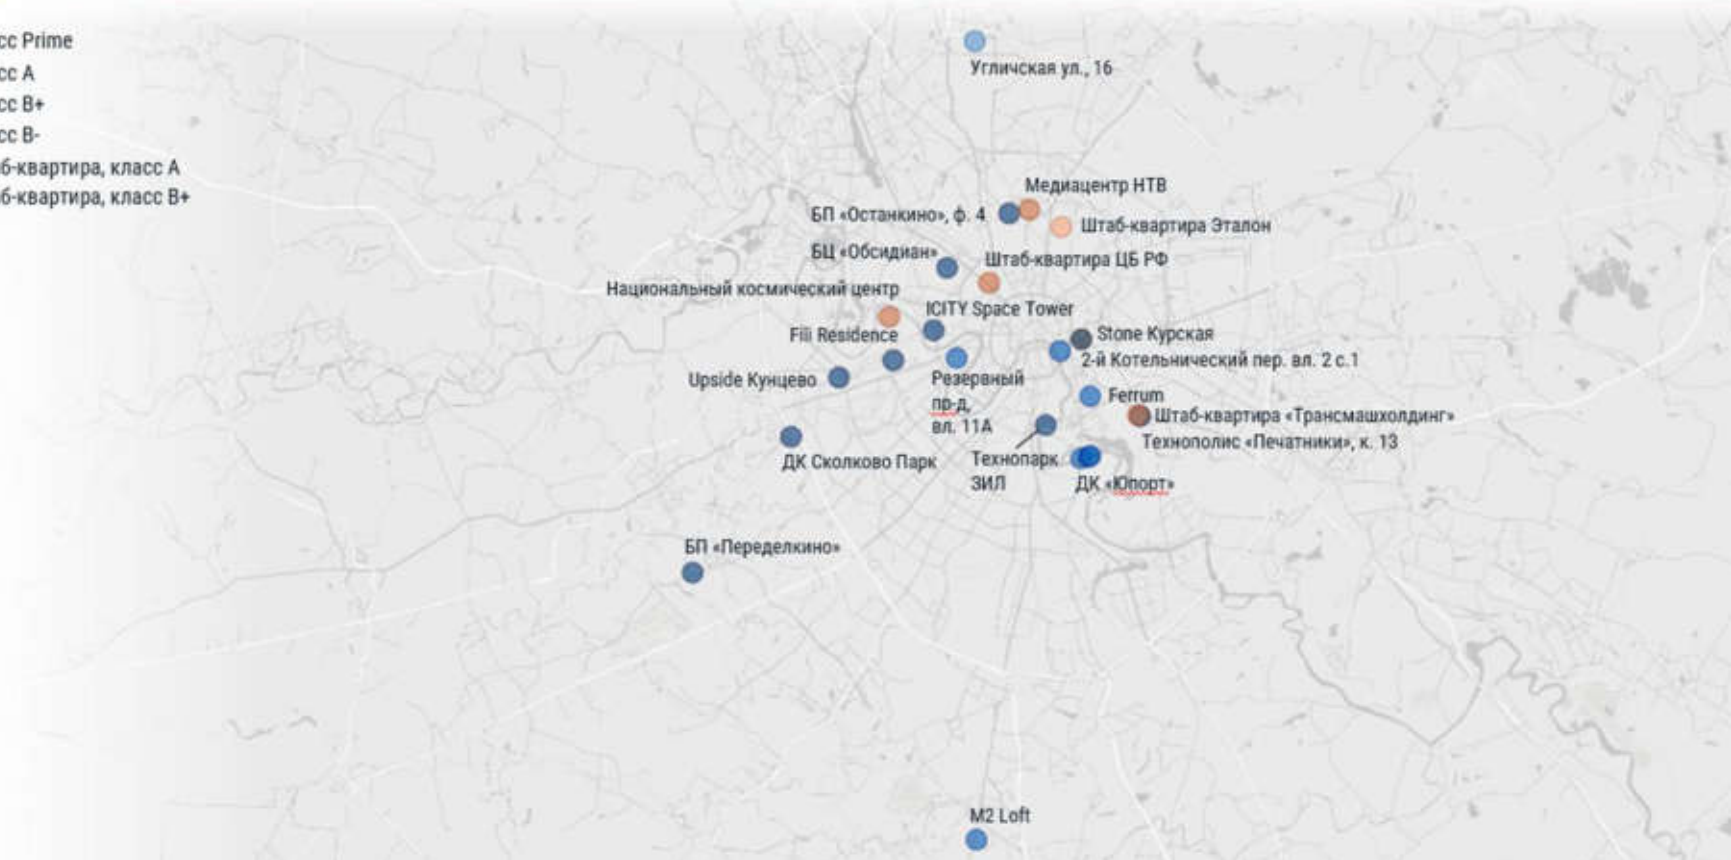 сс Prime
сс А
сс В+
сс В-
б-квартира, класс А
б-квартира, класс В+
Угличская ул., 16
Медиацентр НТВ
БП «Останкино», ф. 4
Штаб-квартира Эталон
БЦ «Обсидиан»
Штаб-квартира ЦБ РФ
Национальный космический центр
ICITY Space Tower
Fili Residence
Stone Курская
2-й Котельнический пер. вл. 2 с.1
Upside Кунцево
Резервный
пр-д,
вл. 11А
Ferrum
Штаб-квартира «Трансмашхолдинг»
Технополис «Печатники», к. 13
ДК Сколково Парк
Технопарк
ЗИЛ
ДК «Юпорт»
БП «Переделкино»
M2 Loft